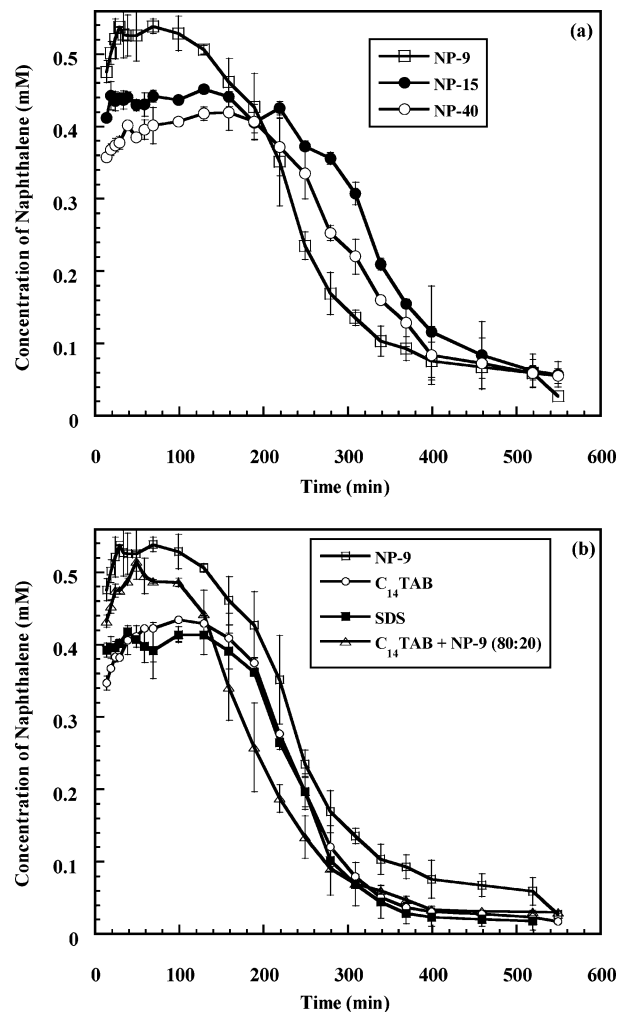 (a)
NP-9
NP-15
NP-40
Concentration of Naphthalene (mM)
0.5
0.4
0.3
0.2
0.1
0
0 100 200 300 400 500 600
Time (min)
(b)
NP-9
C₁₄TAB
SDS
C₁₄TAB + NP-9 (80:20)
Concentration of Naphthalene (mM)
0.5
0.4
0.3
0.2
0.1
0
0 100 200 300 400 500 600
Time (min)